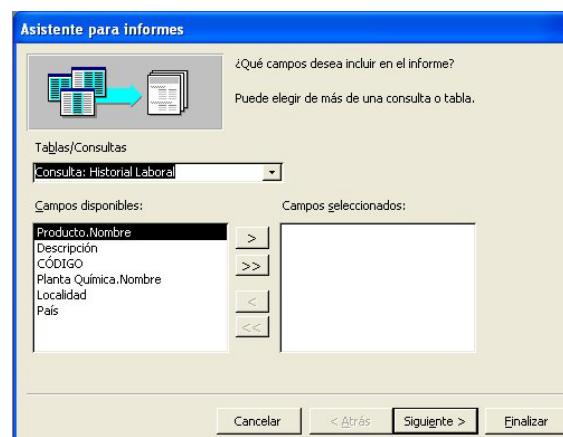 Asistente para informes
¿Qué campos desea incluir en el informe?
Puede elegir de más de una consulta o tabla.
Tablas/Consultas
Consulta: Historial Laboral
Campos disponibles:
Campos seleccionados:
Producto.Nombre
Descripción
CÓDIGO
Planta Química.Nombre
Localidad
País
>
>>
<
<<
Cancelar
< Atrás
Siguiente >
Finalizar